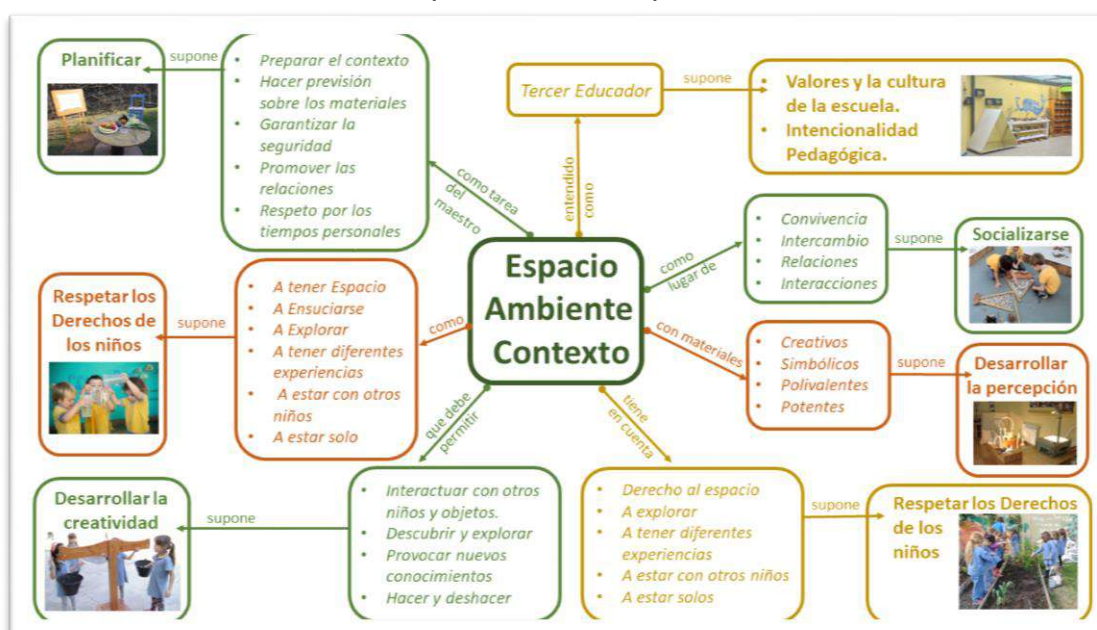 Planificar
supone
• Preparar el contexto
• Hacer previsión
sobre los materiales
• Garantizar la
seguridad
• Promover las
relaciones
• Respeto por los
tiempos personales
como tarea
del
maestro
Tercer Educador
supone
entendido
como
• Valores y la cultura
de la escuela.
• Intencionalidad
Pedagógica.
Espacio
Ambiente
Contexto
como
lugar de
• Convivencia
• Intercambio
• Relaciones
• Interacciones
supone
Socializarse
Respetar los
Derechos de
los niños
supone
• A tener Espacio
• A Ensuciarse
• A Explorar
• A tener diferentes
experiencias
• A estar con otros
niños
• A estar solo
como
con materiales
• Creativos
• Simbólicos
• Polivalentes
• Potentes
supone
Desarrollar
la percepción
que debe
permitir
tiene
en cuenta
Desarrollar la
creatividad
supone
• Interactuar con otros
niños y objetos.
• Descubrir y explorar
• Provocar nuevos
conocimientos
• Hacer y deshacer
• Derecho al espacio
• A explorar
• A tener diferentes
experiencias
• A estar con otros niños
• A estar solos
supone
Respetar los Derechos
de los
niños